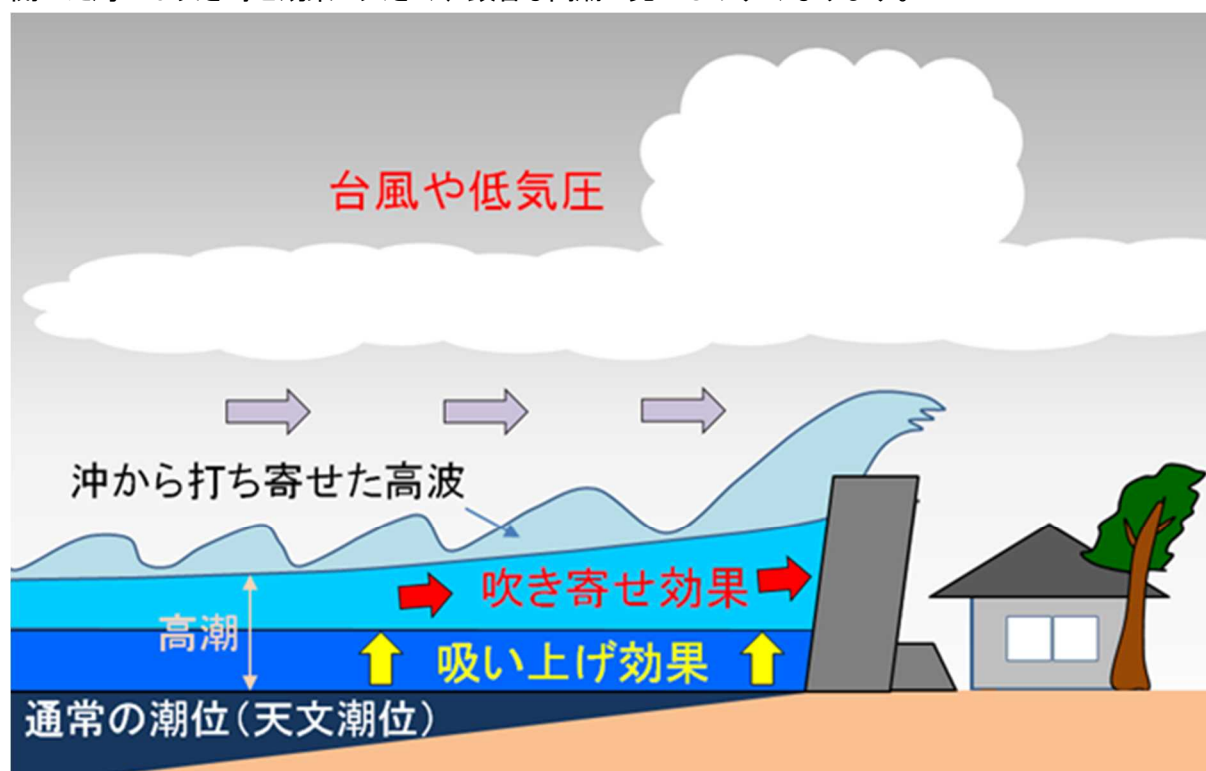 台風や低気圧
沖から打ち寄せた高波
吹き寄せ効果
高潮
吸い上げ効果
通常の潮位(天文潮位)